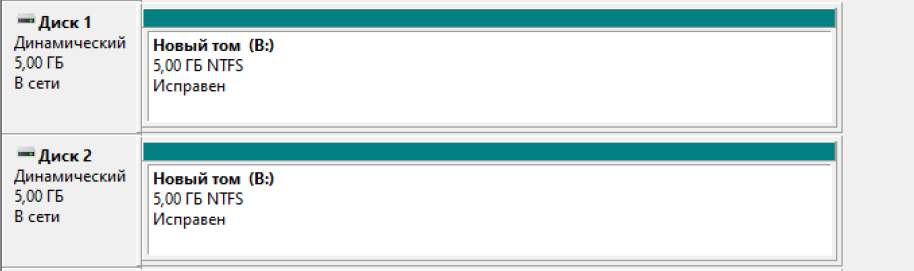 Диск 1
Динамический
5,00 ГБ
В сети
Новый том (B:)
5,00 ГБ NTFS
Исправен
Диск 2
Динамический
5,00 ГБ
В сети
Новый том (B:)
5,00 ГБ NTFS
Исправен